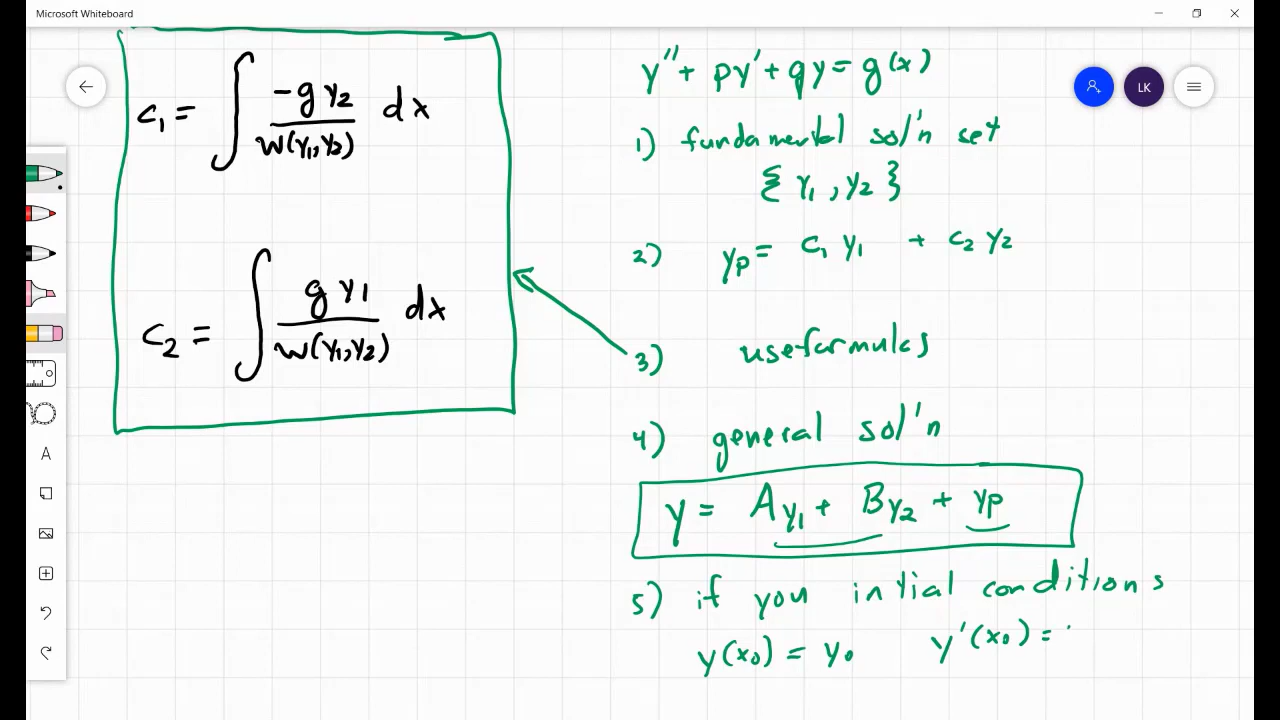 Microsoft Whiteboard
LK
c₁ = ∫ -g y₂ / W(y₁,y₂) dx
c₂ = ∫ g y₁ / W(y₁,y₂) dx
y'' + py' + qy = g(x)
1) fundamental sol'n set
{ y₁ , y₂ }
2) yp = c₁ y₁ + c₂ y₂
3) use formulas
4) general sol'n
y = Ay₁ + By₂ + yp
5) if you initial conditions
y(x₀) = y₀ y'(x₀) =
A